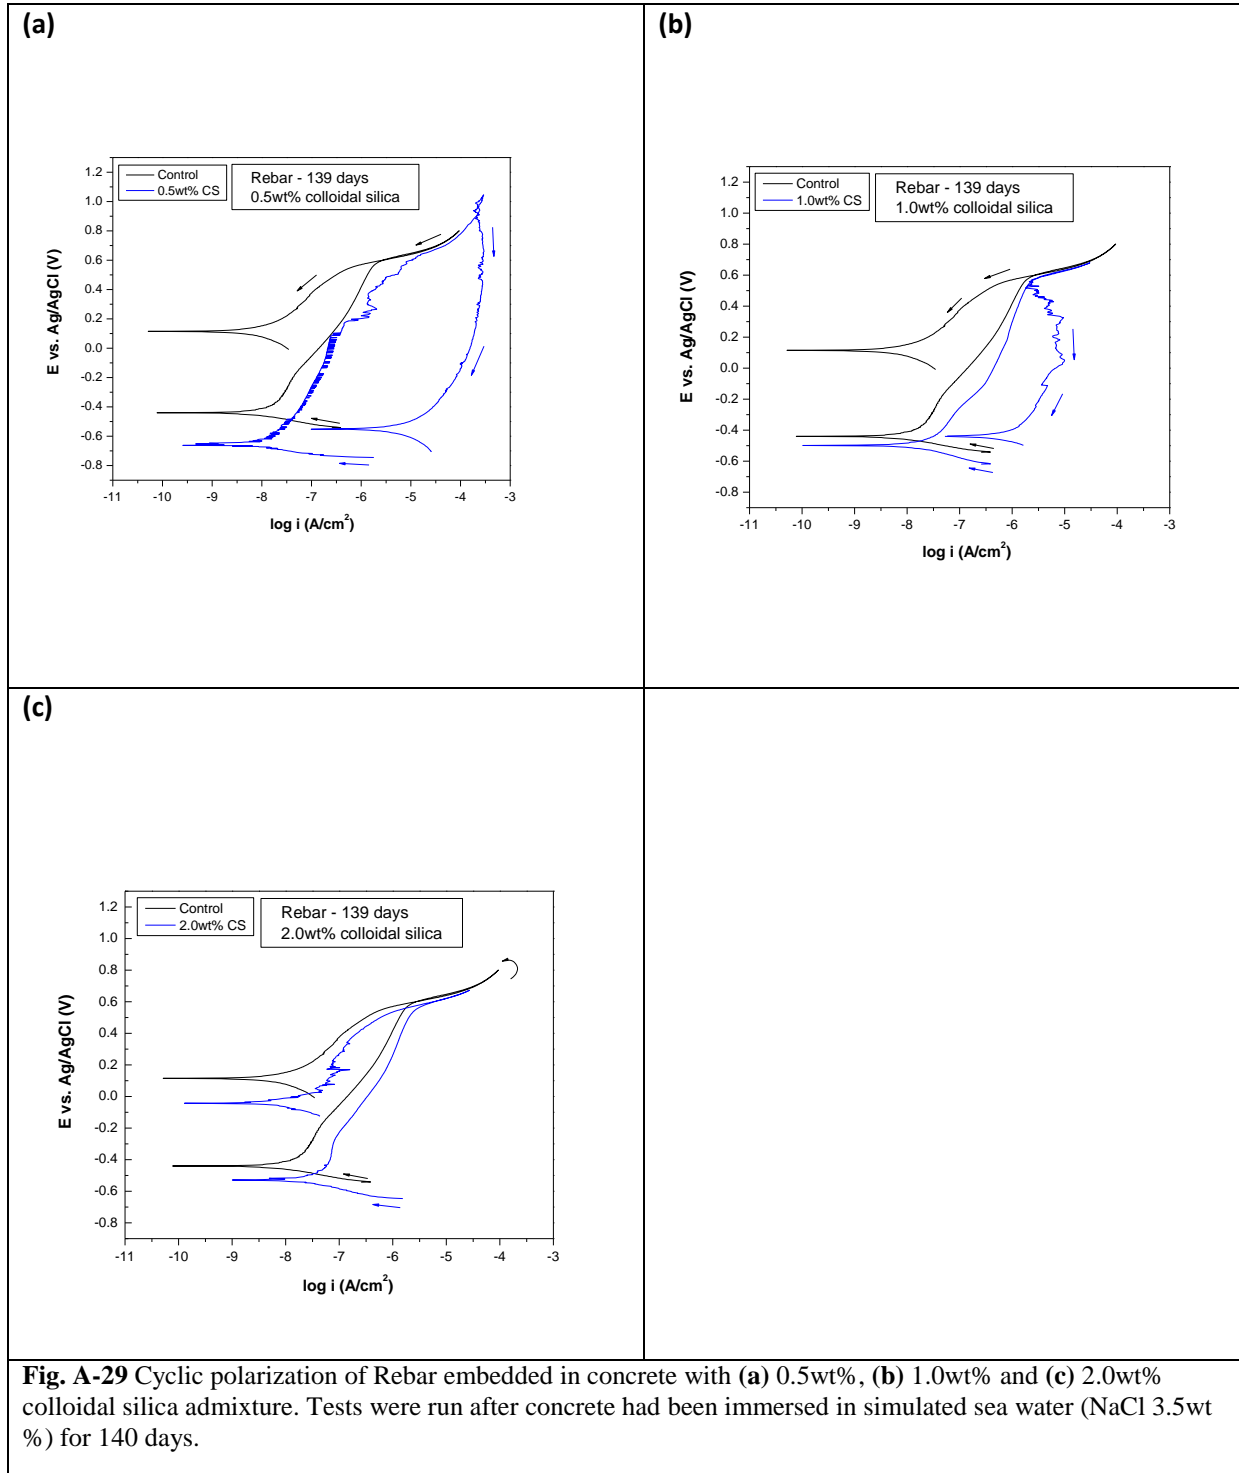 (a)
Control
0.5wt% CS
Rebar - 139 days
0.5wt% colloidal silica
1.2
1.0
0.8
0.6
0.4
0.2
0.0
-0.2
-0.4
-0.6
-0.8
E vs. Ag/AgCl (V)
-11 -10 -9 -8 -7 -6 -5 -4 -3
log i (A/cm²)
(b)
Control
1.0wt% CS
Rebar - 139 days
1.0wt% colloidal silica
1.2
1.0
0.8
0.6
0.4
0.2
0.0
-0.2
-0.4
-0.6
-0.8
E vs. Ag/AgCl (V)
-11 -10 -9 -8 -7 -6 -5 -4 -3
log i (A/cm²)
(c)
Control
2.0wt% CS
Rebar - 139 days
2.0wt% colloidal silica
1.2
1.0
0.8
0.6
0.4
0.2
0.0
-0.2
-0.4
-0.6
-0.8
E vs. Ag/AgCl (V)
-11 -10 -9 -8 -7 -6 -5 -4 -3
log i (A/cm²)
Fig. A-29 Cyclic polarization of Rebar embedded in concrete with (a) 0.5wt%, (b) 1.0wt% and (c) 2.0wt%
colloidal silica admixture. Tests were run after concrete had been immersed in simulated sea water (NaCl 3.5wt
%) for 140 days.